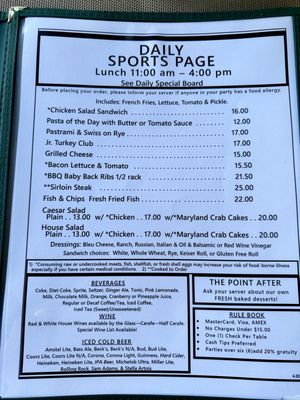 DAILY
SPORTS PAGE
Lunch 11:00 am – 4:00 pm
See Daily Special Board
Before placing your order, please inform your server if anyone in your party has a food allergy.
Includes: French Fries, Lettuce, Tomato & Pickle.
*Chicken Salad Sandwich 16.00
Pasta of the Day with Butter or Tomato Sauce 12.00
Pastrami & Swiss on Rye 17.00
Jr. Turkey Club 17.00
Grilled Cheese 15.00
*Bacon Lettuce & Tomato 15.50
*BBQ Baby Back Ribs 1/2 rack 21.50
**Sirloin Steak 25.00
Fish & Chips Fresh Fried Fish 22.00
Caesar Salad
Plain .. 13.00 w/ *Chicken .. 17.00 w/*Maryland Crab Cakes .. 20.00
House Salad
Plain .. 13.00 w/ *Chicken .. 17.00 w/*Maryland Crab Cakes .. 20.00
Dressings: Bleu Cheese, Ranch, Russian, Italian, Oil & Balsamic or Red Wine Vinegar
Sandwich choices: White, Whole Wheat, Rye, Keiser Roll, or Gluten Free Roll
1) *Consuming raw or undercooked meats, fish, shellfish, or fresh shell eggs may increase your risk of food-borne illness
especially if you have certain medical conditions. 2) **Cooked to Order
BEVERAGES
Coke, Diet Coke, Sprite, Seltzer, Ginger Ale, Tonic, Pink Lemonade,
Milk, Chocolate Milk, Orange, Cranberry or Pineapple Juice,
Regular or Decaf Coffee/Tea, Iced Coffee,
Iced Tea (Sweet/Unsweetened)
WINE
Red & White House Wines available by the Glass--Carafe--Half Carafe.
Special Wine List Available!
ICED COLD BEER
Amstel Lite, Bass Ale, Beck's, Beck's N/A, Bud, Bud Lite,
Coors Lite, Coors Lite N/A, Corona, Corona Light, Guinness, Hard Cider,
Heineken, Heineken Lite, IPA Beer, Michelob Ultra, Miller Lite,
Rolling Rock, Sam Adams, & Stella Artois
THE POINT AFTER
Ask your server about our own
FRESH baked desserts!
RULE BOOK
• MasterCard, Visa, AMEX
• No Charges Under $15.00
• One (1) Check Per Table
• Cash Tips Preferred
• Parties over six (6)add 20% gratuity